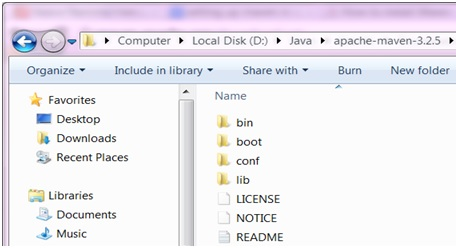 Computer Local Disk (D:) Java apache-maven-3.2.5
Organize Include in library Share with Burn New folder
Favorites
Desktop
Downloads
Recent Places
Libraries
Documents
Music
Name
bin
boot
conf
lib
LICENSE
NOTICE
README